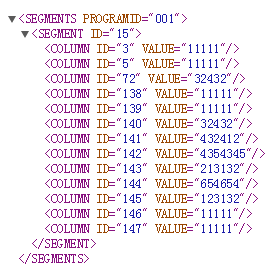 ▼<SEGMENTS PROGRAMID="001">
▼<SEGMENT ID="15">
<COLUMN ID="3" VALUE="11111"/>
<COLUMN ID="5" VALUE="11111"/>
<COLUMN ID="72" VALUE="32432"/>
<COLUMN ID="138" VALUE="11111"/>
<COLUMN ID="139" VALUE="11111"/>
<COLUMN ID="140" VALUE="32432"/>
<COLUMN ID="141" VALUE="432412"/>
<COLUMN ID="142" VALUE="4354345"/>
<COLUMN ID="143" VALUE="213132"/>
<COLUMN ID="144" VALUE="654654"/>
<COLUMN ID="145" VALUE="123132"/>
<COLUMN ID="146" VALUE="11111"/>
<COLUMN ID="147" VALUE="11111"/>
</SEGMENT>
</SEGMENTS>